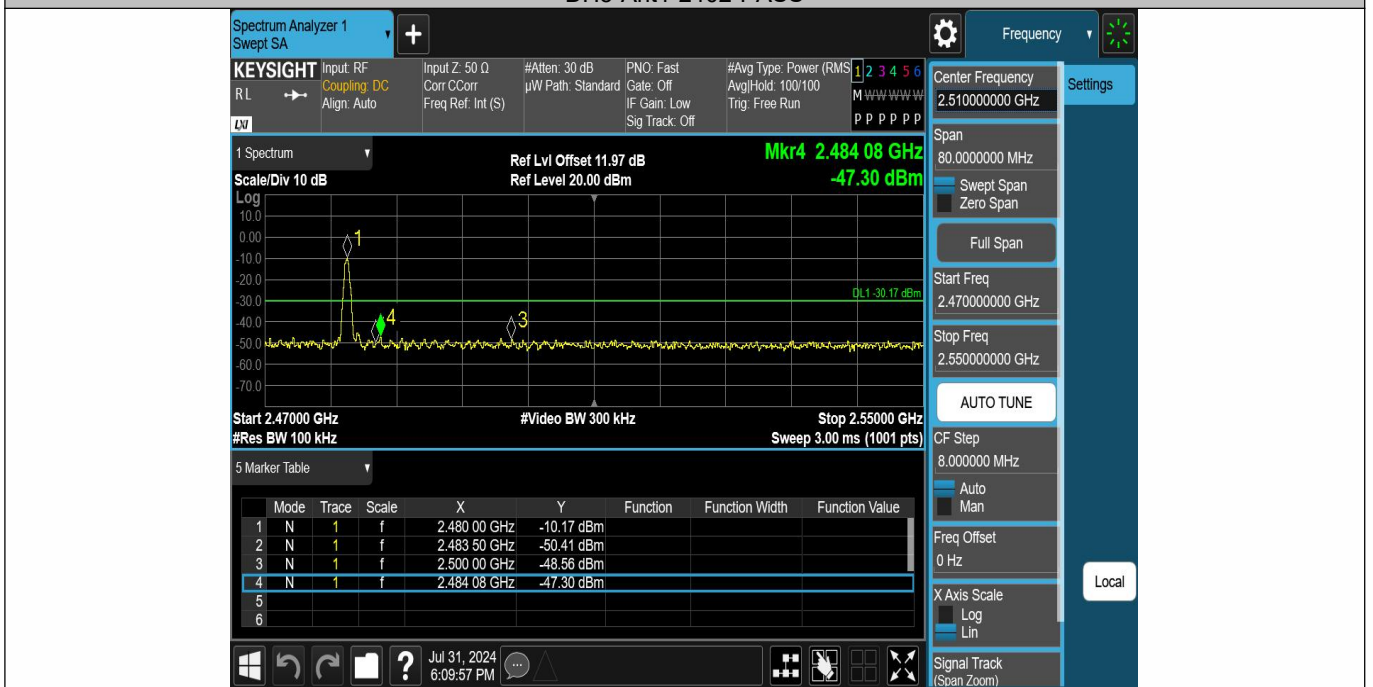 Spectrum Analyzer 1
Swept SA
+
Frequency
KEYSIGHT
RL
LXI
Input: RF
Coupling: DC
Align: Auto
Input Z: 50 Ω
Corr CCorr
Freq Ref: Int (S)
#Atten: 30 dB
µW Path: Standard
PNO: Fast
Gate: Off
IF Gain: Low
Sig Track: Off
#Avg Type: Power (RMS
Avg|Hold: 100/100
Trig: Free Run
1 2 3 4 5 6
M W W W W W
P P P P P P
1 Spectrum
Scale/Div 10 dB
Ref Lvl Offset 11.97 dB
Ref Level 20.00 dBm
Mkr4 2.484 08 GHz
-47.30 dBm
Log
10.0
0.00
-10.0
-20.0
-30.0
-40.0
-50.0
-60.0
-70.0
1
4
3
DL1 -30.17 dBm
Start 2.47000 GHz
#Video BW 300 kHz
Stop 2.55000 GHz
#Res BW 100 kHz
Sweep 3.00 ms (1001 pts)
5 Marker Table
Mode Trace Scale X Y Function Function Width Function Value
1 N 1 f 2.480 00 GHz -10.17 dBm
2 N 1 f 2.483 50 GHz -50.41 dBm
3 N 1 f 2.500 00 GHz -48.56 dBm
4 N 1 f 2.484 08 GHz -47.30 dBm
5
6
?
Jul 31, 2024
6:09:57 PM
Center Frequency
2.510000000 GHz
Settings
Span
80.0000000 MHz
Swept Span
Zero Span
Full Span
Start Freq
2.470000000 GHz
Stop Freq
2.550000000 GHz
AUTO TUNE
CF Step
8.000000 MHz
Auto
Man
Freq Offset
0 Hz
X Axis Scale
Log
Lin
Local
Signal Track
(Span Zoom)